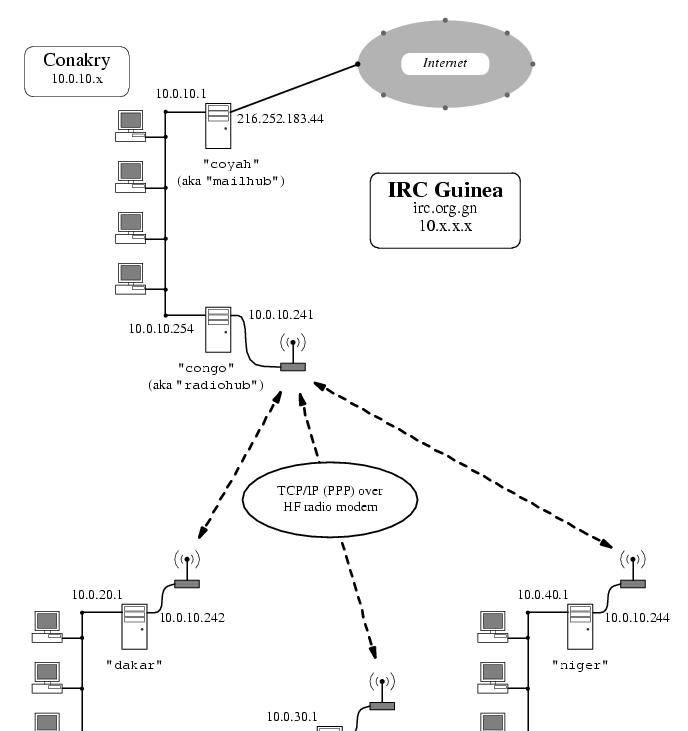 Conakry
10.0.10.x
Internet
10.0.10.1
216.252.183.44
"coyah"
(aka "mailhub")
IRC Guinea
irc.org.gn
10.x.x.x
10.0.10.241
10.0.10.254
"congo"
(aka "radiohub")
TCP/IP (PPP) over
HF radio modem
10.0.20.1
10.0.10.242
"dakar"
10.0.40.1
10.0.10.244
"niger"
10.0.30.1